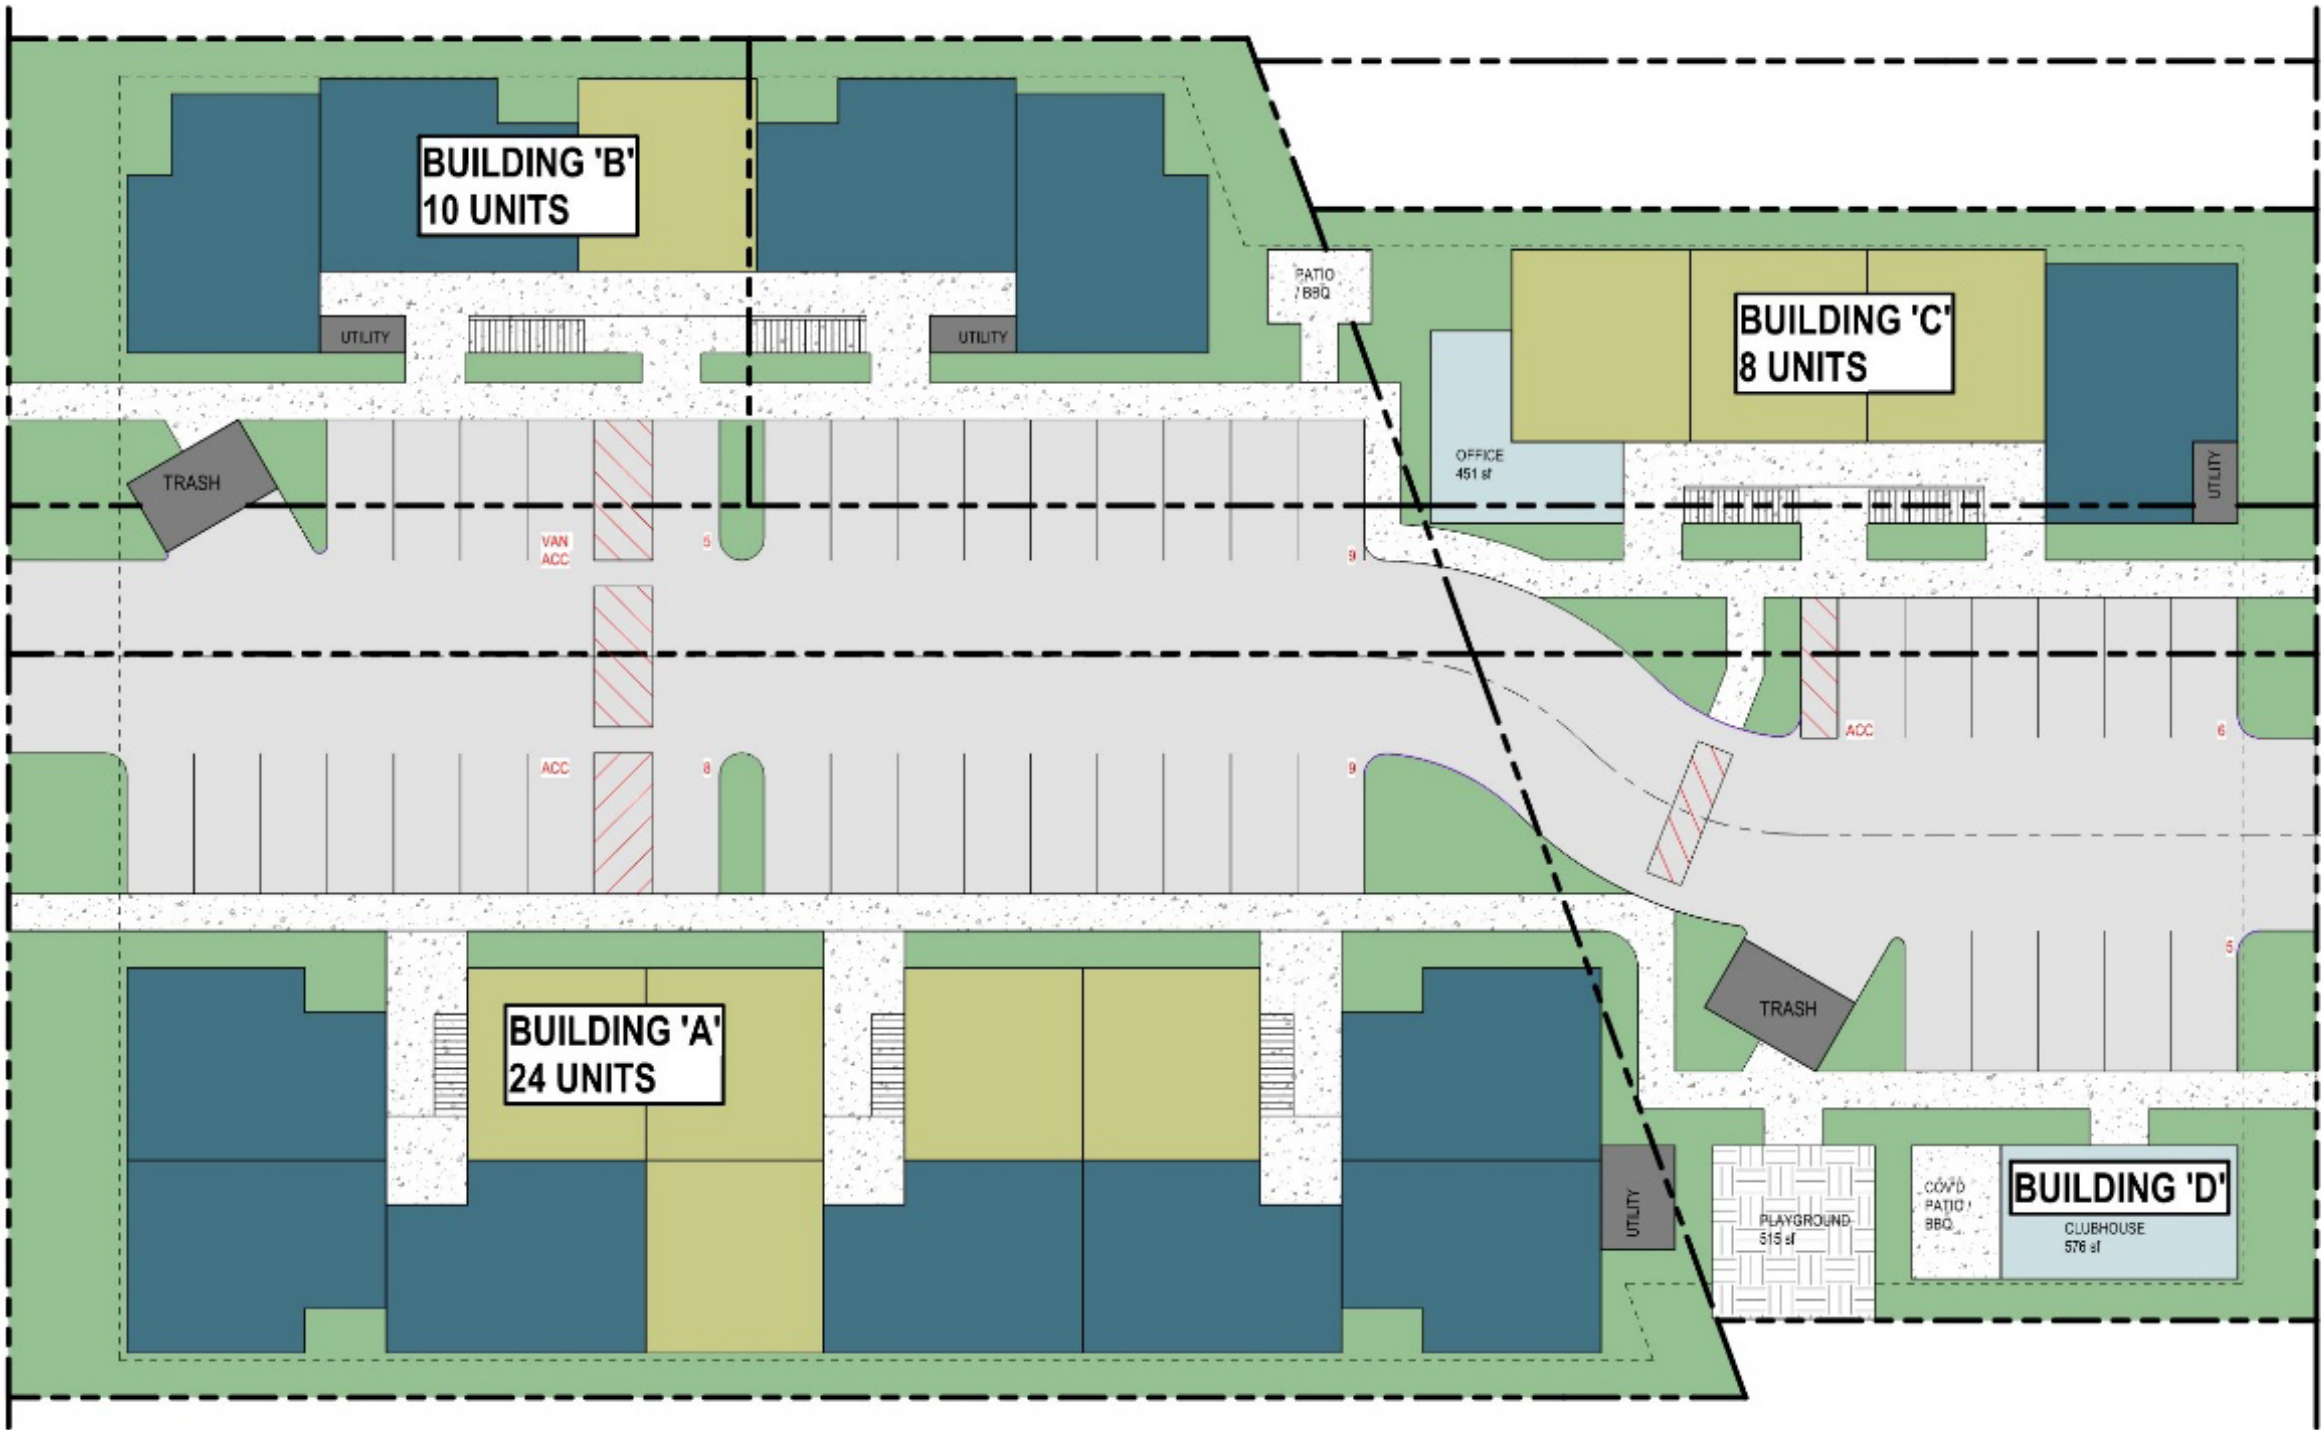 BUILDING 'B'
10 UNITS
UTILITY
UTILITY
PATIO
/ BBQ
BUILDING 'C'
8 UNITS
OFFICE
451 sf
UTILITY
TRASH
VAN
ACC
5
9
ACC
8
9
ACC
6
5
BUILDING 'A'
24 UNITS
TRASH
UTILITY
PLAYGROUND
515 sf
COV'D
PATIO /
BBQ
BUILDING 'D'
CLUBHOUSE
576 sf